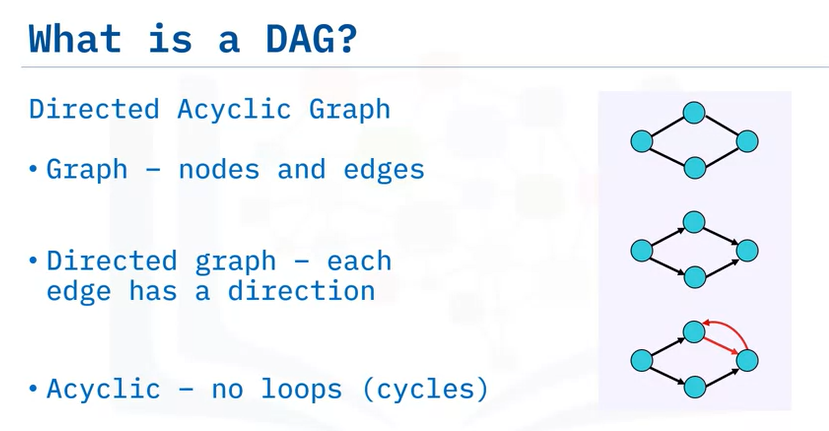 What is a DAG?
Directed Acyclic Graph
• Graph – nodes and edges
• Directed graph – each
edge has a direction
• Acyclic – no loops (cycles)